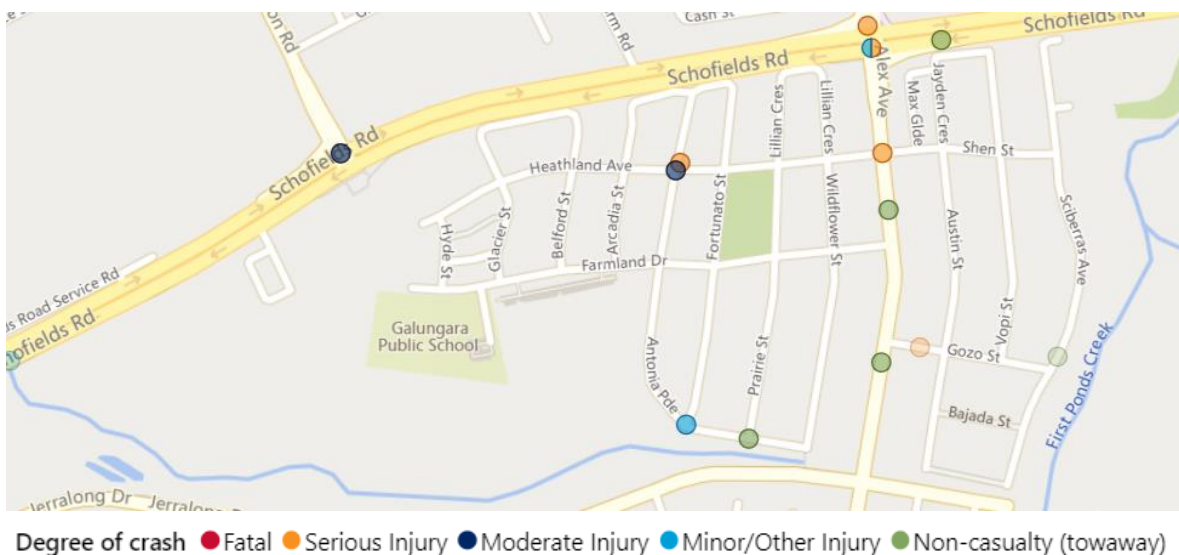 Cash St
Schofields Rd
on Rd
rm Rd
Schofields Rd
Alex Ave
Jayden Cres
Max Glde
Lillian Cres
Lillian Cres
Shen St
Schofields Rd
Heathland Ave
Fortunato St
Arcadia St
Belford St
Glacier St
Hyde St
Wildflower St
Austin St
Sciberras Ave
Farmland Dr
us Road Service Rd
hofields Rd
Galungara
Public School
Antonia Pde
Prairie St
Vopi St
Gozo St
Bajada St
First Ponds Creek
Jerralong Dr
Jerralong D
Degree of crash Fatal Serious Injury Moderate Injury Minor/Other Injury Non-casualty (towaway)